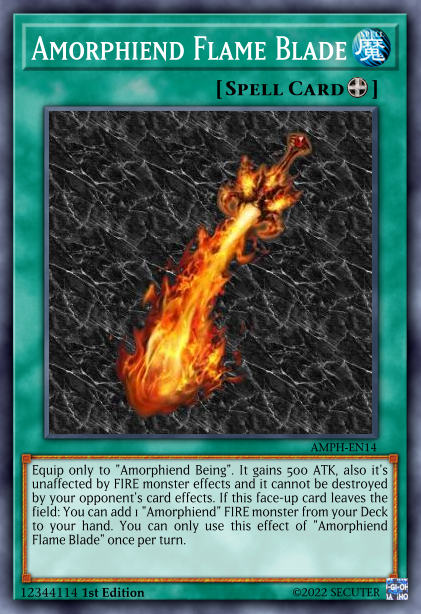 Amorphiend Flame Blade 魔
[Spell Card]
AMPH-EN14
Equip only to "Amorphiend Being". It gains 500 ATK, also it's
unaffected by FIRE monster effects and it cannot be destroyed
by your opponent's card effects. If this face-up card leaves the
field: You can add 1 "Amorphiend" FIRE monster from your Deck
to your hand. You can only use this effect of "Amorphiend
Flame Blade" once per turn.
12344114 1st Edition ©2022 SECUTER